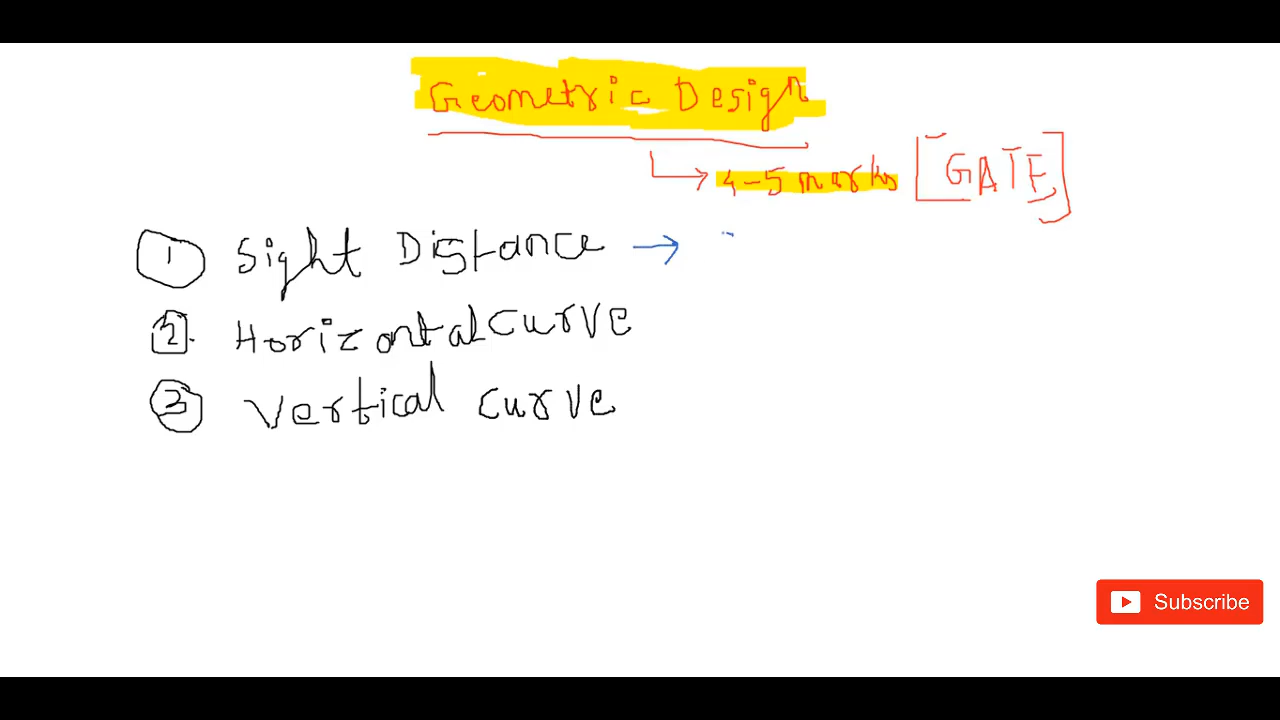 Geometric Design
→ 4-5 marks [GATE]
① Sight Distance →
2. Horizontal Curve
③ Vertical Curve
Subscribe